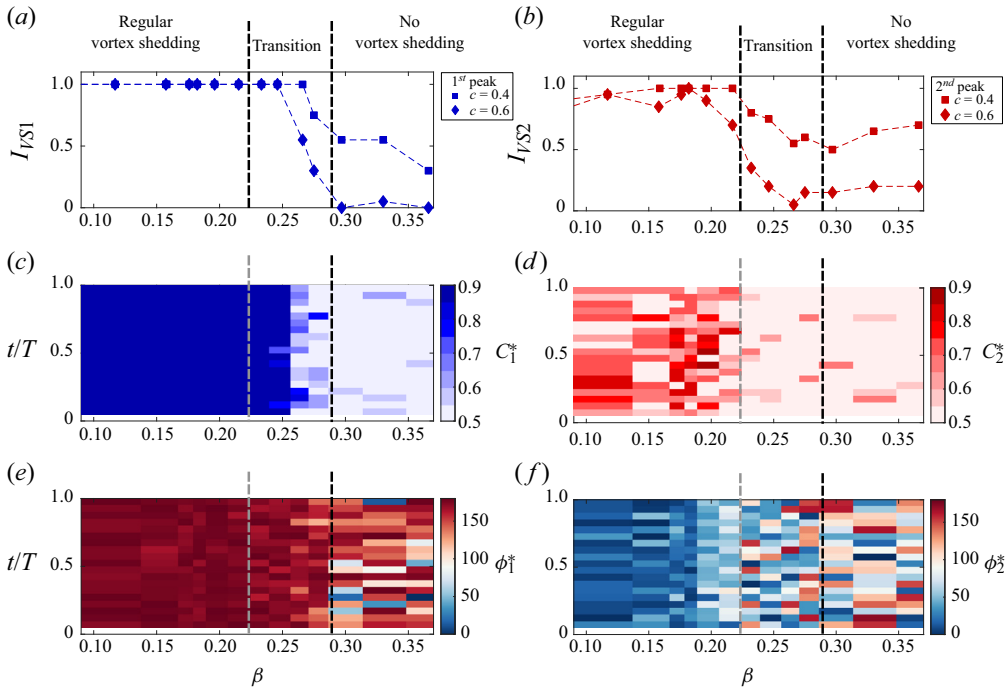 (a)
Regular
vortex shedding
Transition
No
vortex shedding
1st peak
c = 0.4
c = 0.6
I_VS1
1.0
0.5
0
0.10 0.15 0.20 0.25 0.30 0.35
(b)
Regular
vortex shedding
Transition
No
vortex shedding
2nd peak
c = 0.4
c = 0.6
I_VS2
1.0
0.5
0
0.10 0.15 0.20 0.25 0.30 0.35
(c)
t/T
1.0
0.5
0
0.10 0.15 0.20 0.25 0.30 0.35
0.9
0.8
0.7
0.6
0.5
C*1
(d)
1.0
0.5
0
0.10 0.15 0.20 0.25 0.30 0.35
0.9
0.8
0.7
0.6
0.5
C*2
(e)
t/T
1.0
0.5
0
0.10 0.15 0.20 0.25 0.30 0.35
β
150
100
50
0
ϕ*1
(f)
1.0
0.5
0
0.10 0.15 0.20 0.25 0.30 0.35
β
150
100
50
0
ϕ*2